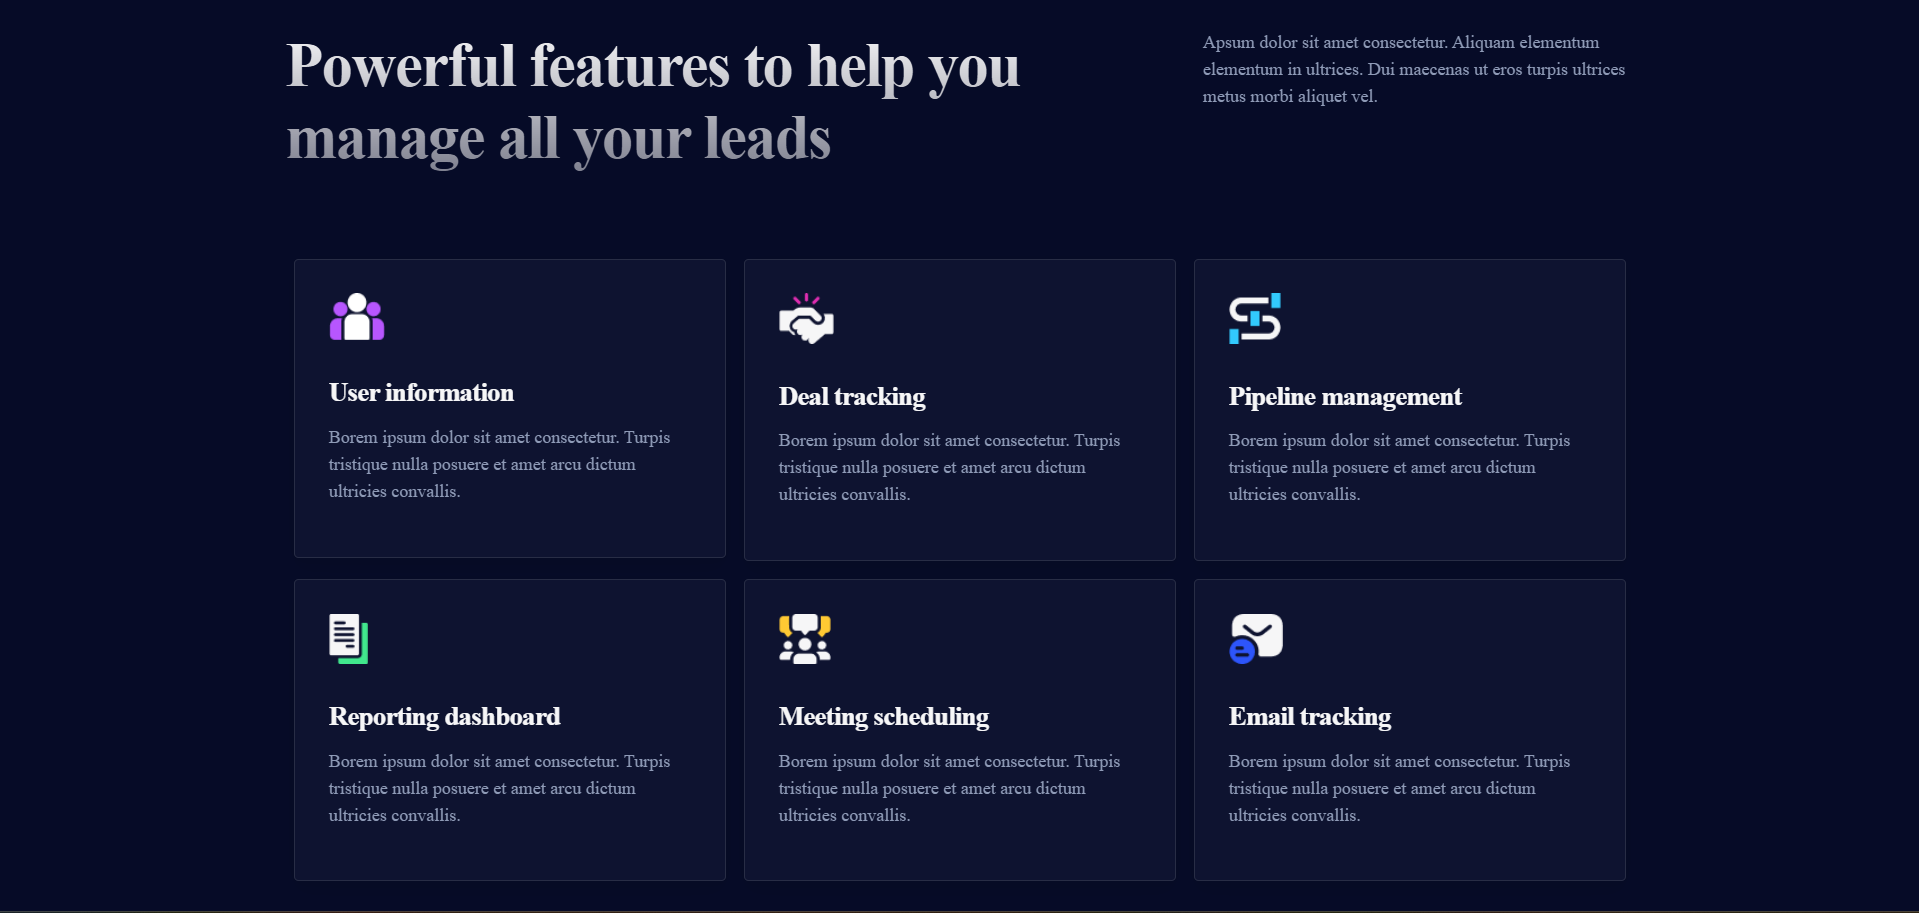 Powerful features to help you
manage all your leads
Apsum dolor sit amet consectetur. Aliquam elementum
elementum in ultrices. Dui maecenas ut eros turpis ultrices
metus morbi aliquet vel.
User information
Borem ipsum dolor sit amet consectetur. Turpis
tristique nulla posuere et amet arcu dictum
ultricies convallis.
Deal tracking
Borem ipsum dolor sit amet consectetur. Turpis
tristique nulla posuere et amet arcu dictum
ultricies convallis.
Pipeline management
Borem ipsum dolor sit amet consectetur. Turpis
tristique nulla posuere et amet arcu dictum
ultricies convallis.
Reporting dashboard
Borem ipsum dolor sit amet consectetur. Turpis
tristique nulla posuere et amet arcu dictum
ultricies convallis.
Meeting scheduling
Borem ipsum dolor sit amet consectetur. Turpis
tristique nulla posuere et amet arcu dictum
ultricies convallis.
Email tracking
Borem ipsum dolor sit amet consectetur. Turpis
tristique nulla posuere et amet arcu dictum
ultricies convallis.